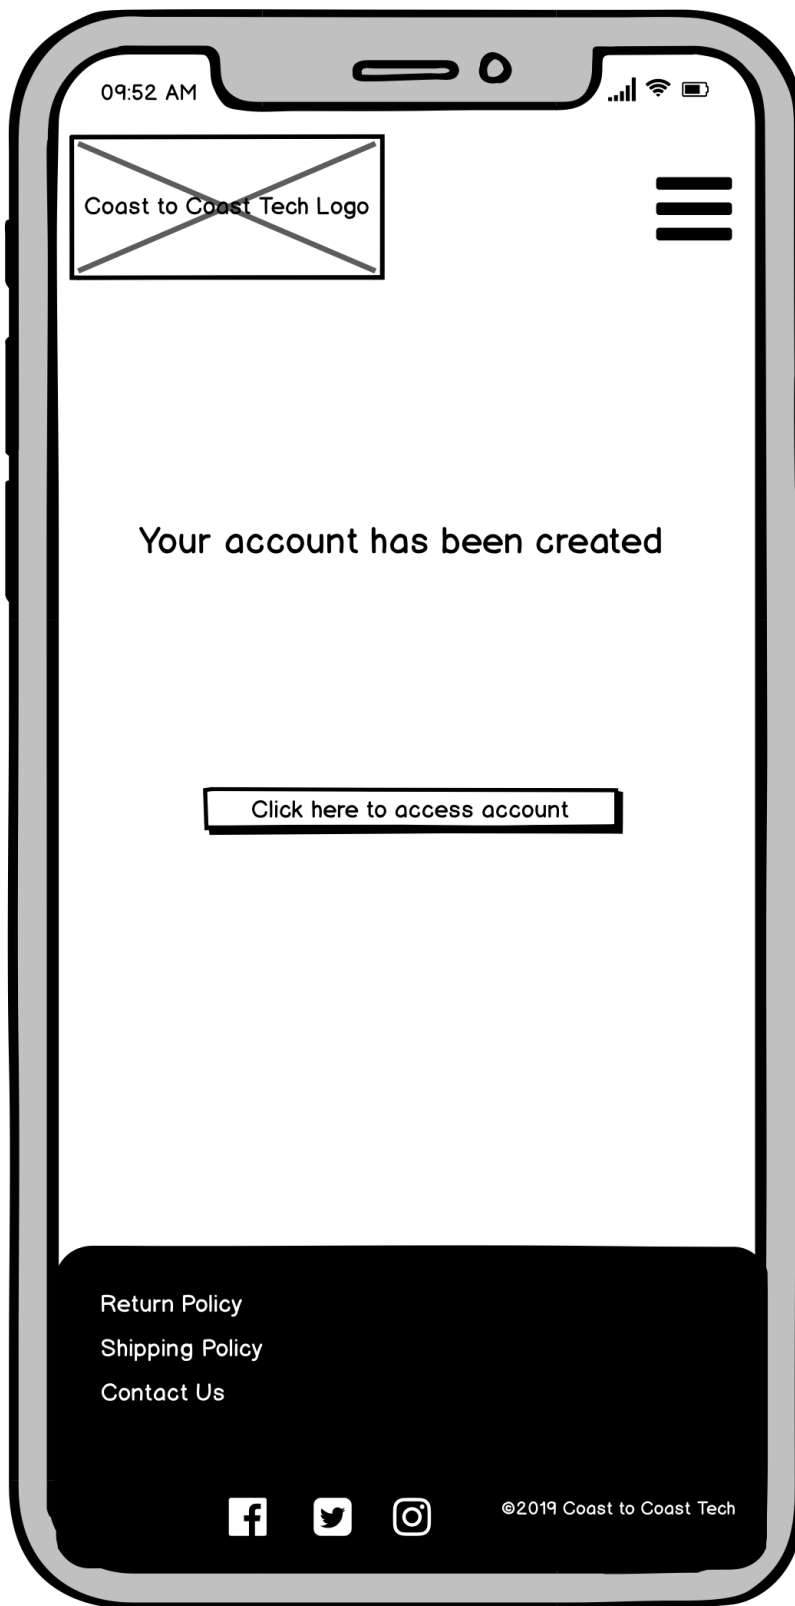 09:52 AM
Coast to Coast Tech Logo
Your account has been created
Click here to access account
Return Policy
Shipping Policy
Contact Us
©2019 Coast to Coast Tech